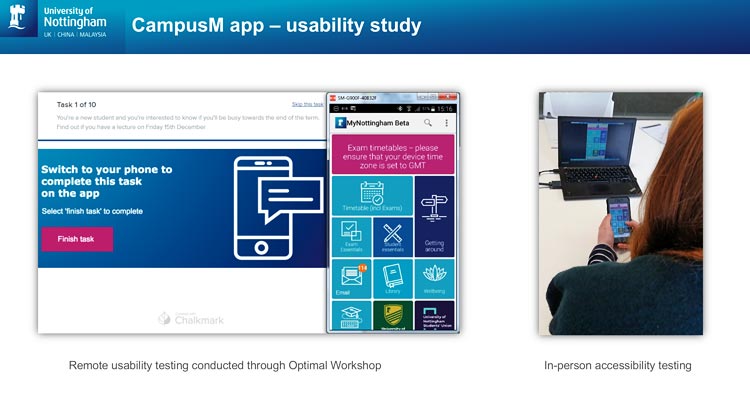 University of
Nottingham
UK | CHINA | MALAYSIA
CampusM app – usability study
Task 1 of 10
Skip this task
You're a new student and you're interested to know if you'll be busy towards the end of the term.
Find out if you have a lecture on Friday 15th December
Switch to your phone to
complete this task
on the app
Select 'finish task' to complete
Finish task
Chalkmark
SM-G900F-40832F
15:16
MyNottingham Beta
Exam timetables – please
ensure that your device time
zone is set to GMT
Timetable (incl Exams)
Exam
Essentials
Student
essentials
Getting
around
114
Email
Library
Wellbeing
University of
University of
Nottingham
Students' Union
Remote usability testing conducted through Optimal Workshop
In-person accessibility testing